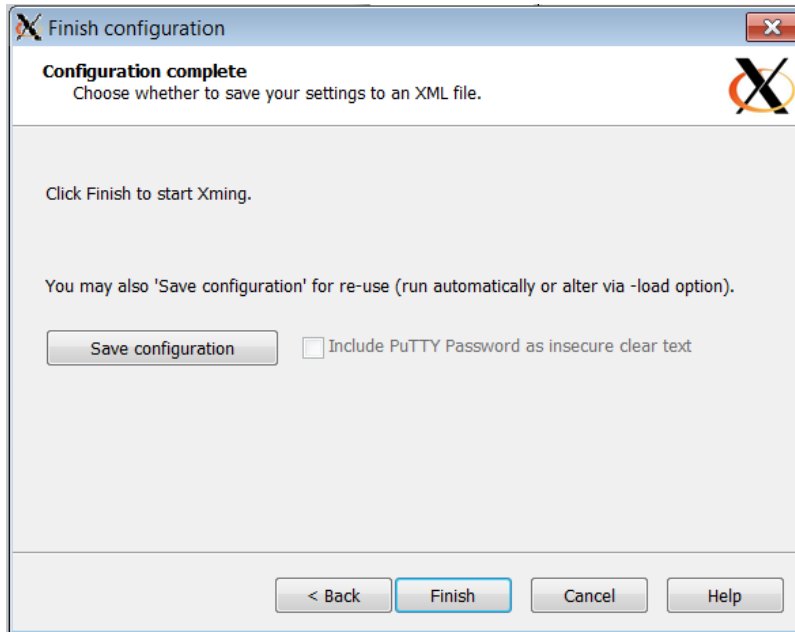 Finish configuration
Configuration complete
Choose whether to save your settings to an XML file.
Click Finish to start Xming.
You may also 'Save configuration' for re-use (run automatically or alter via -load option).
Save configuration
Include PuTTY Password as insecure clear text
< Back
Finish
Cancel
Help